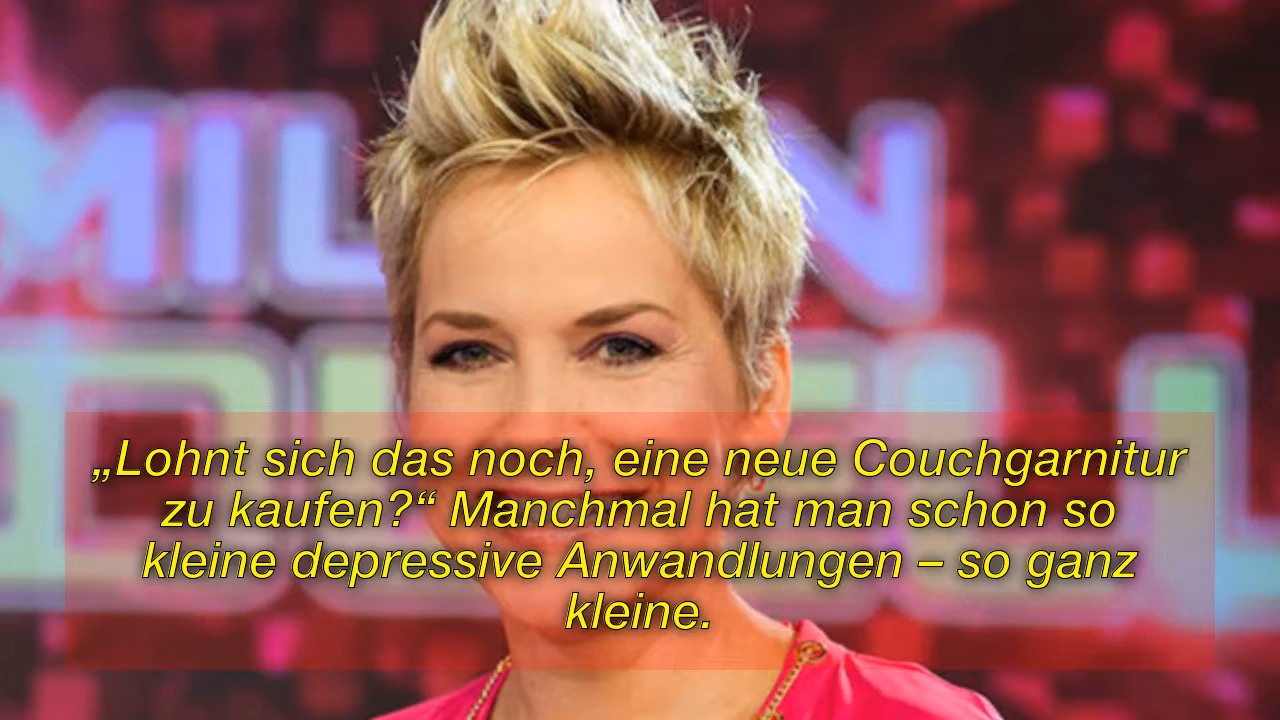 „Lohnt sich das noch, eine neue Couchgarnitur
zu kaufen?“ Manchmal hat man schon so
kleine depressive Anwandlungen – so ganz
kleine.